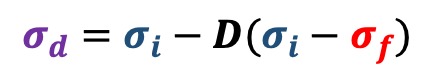 σ_d = σ_i − D(σ_i − σ_f)